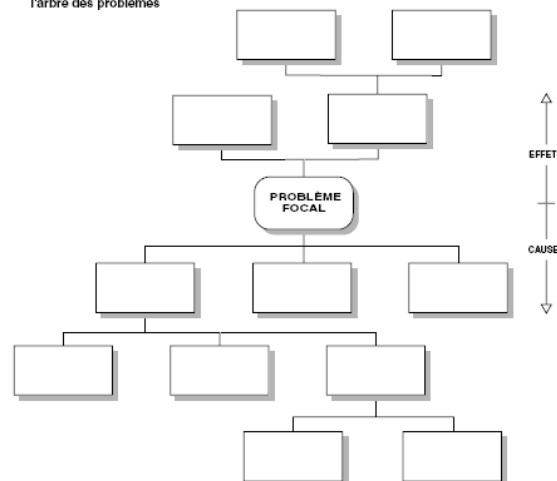 l'arbre des problèmes
PROBLÈME
FOCAL
EFFET
CAUSE